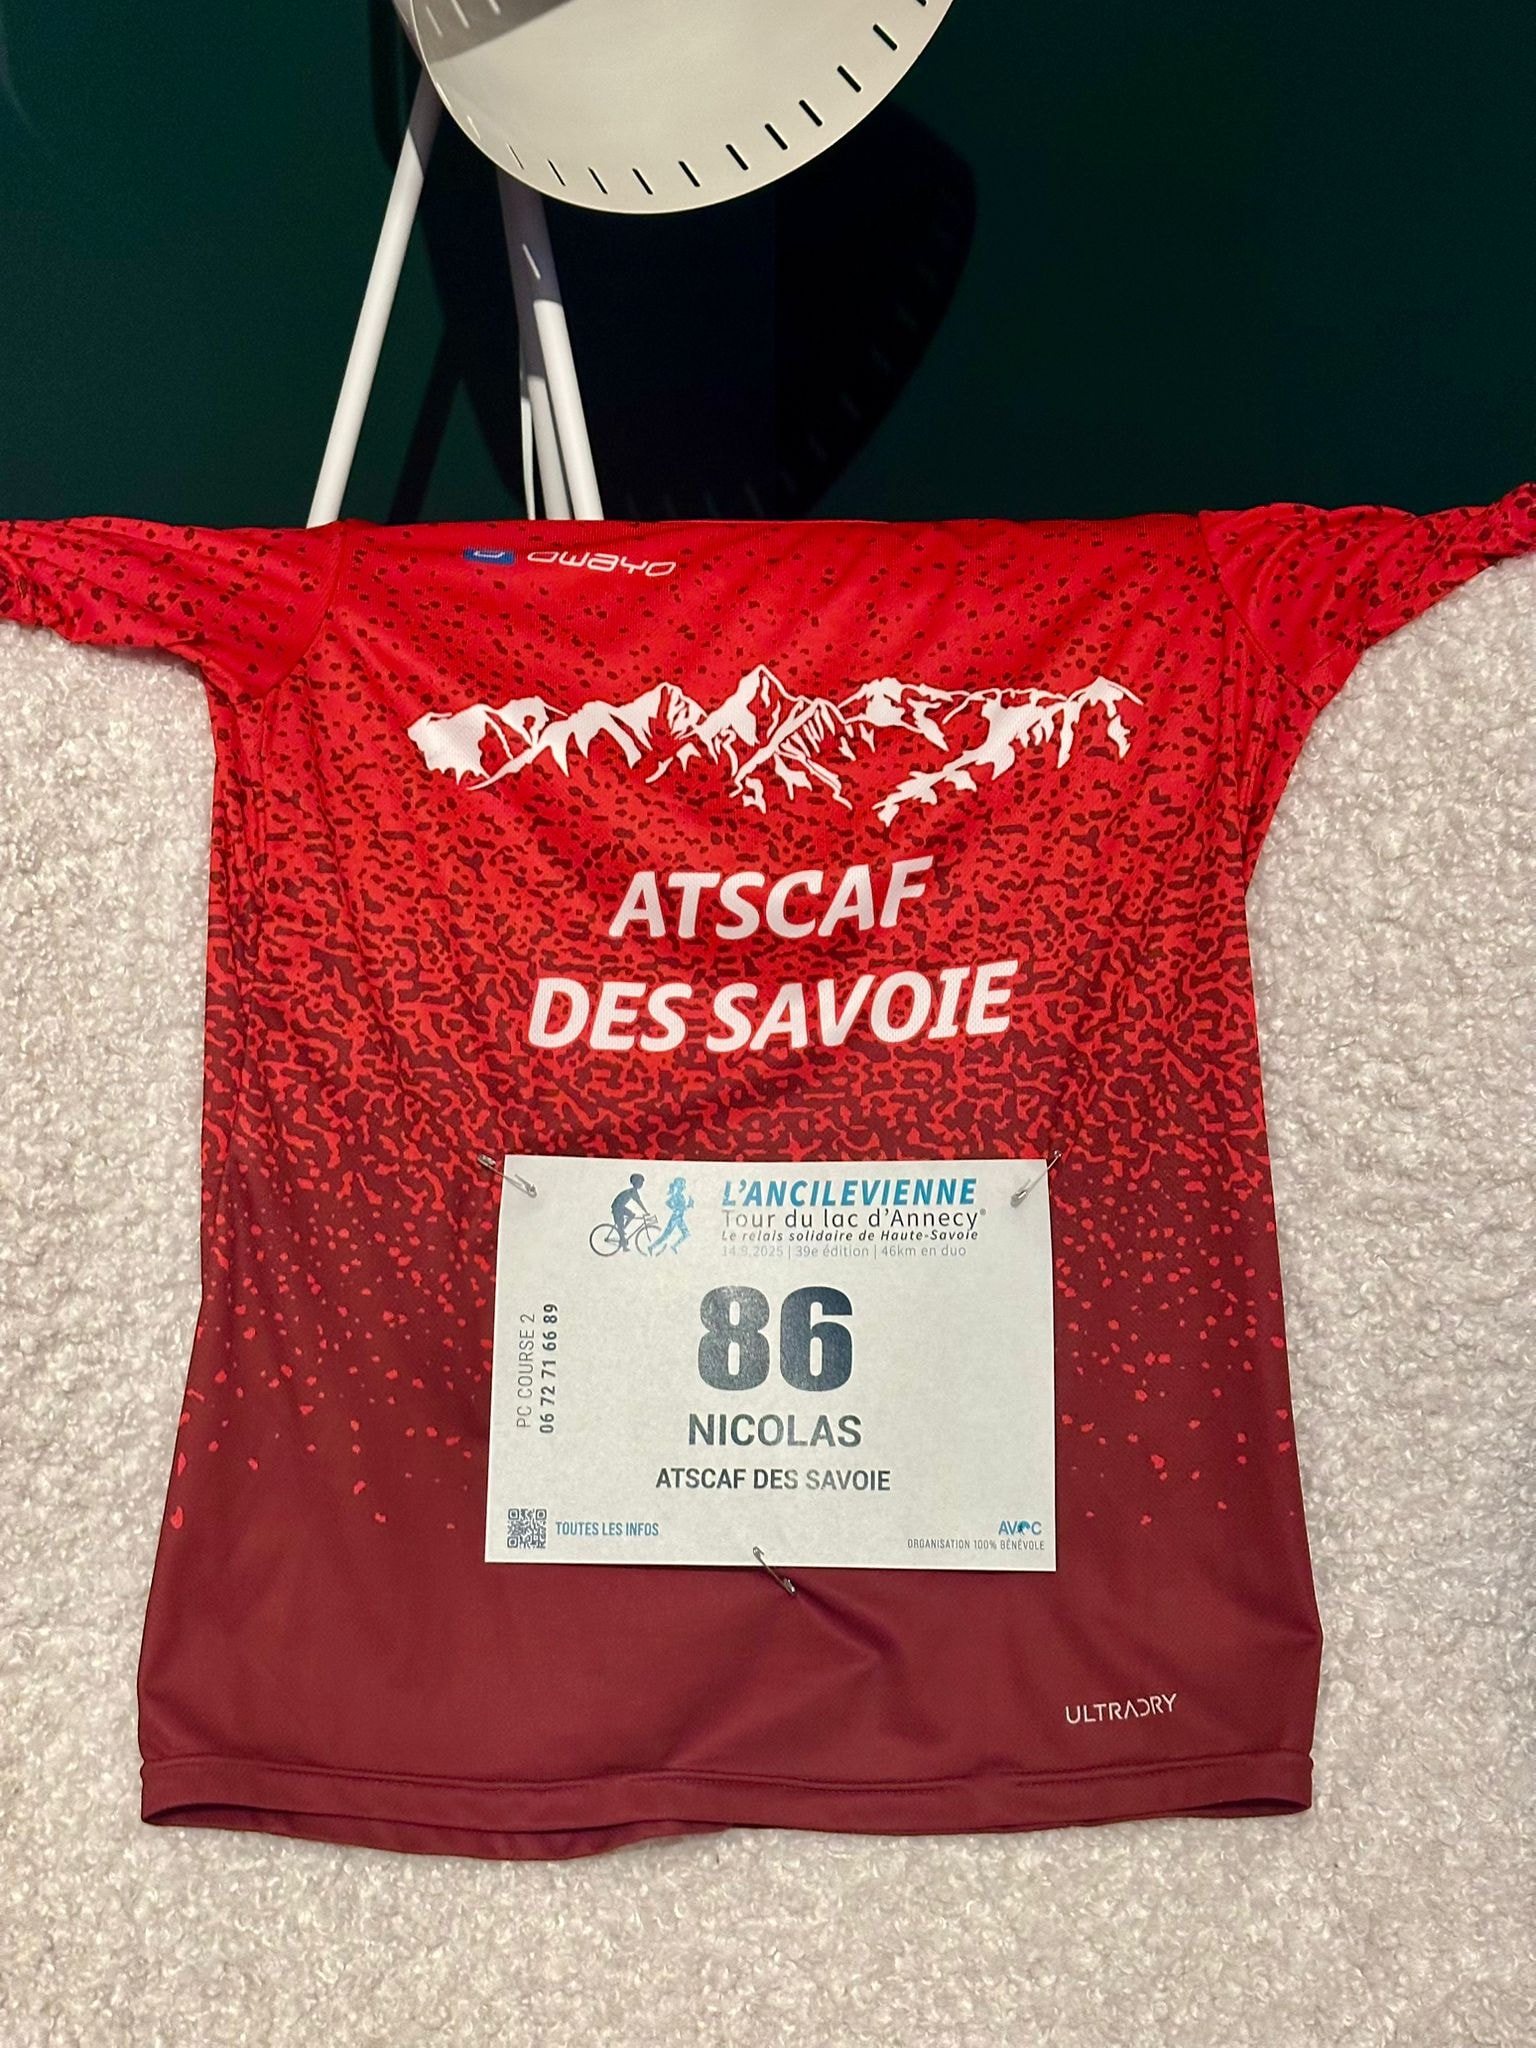 owayo
ATSCAF
DES SAVOIE
L'ANCILEVIENNE
Tour du lac d'Annecy®
Le relais solidaire de Haute-Savoie
14.9.2025 | 39e édition | 46km en duo
86
NICOLAS
ATSCAF DES SAVOIE
PC COURSE 2
06 72 71 66 89
TOUTES LES INFOS
AVOC
ORGANISATION 100% BÉNÉVOLE
ULTRADRY